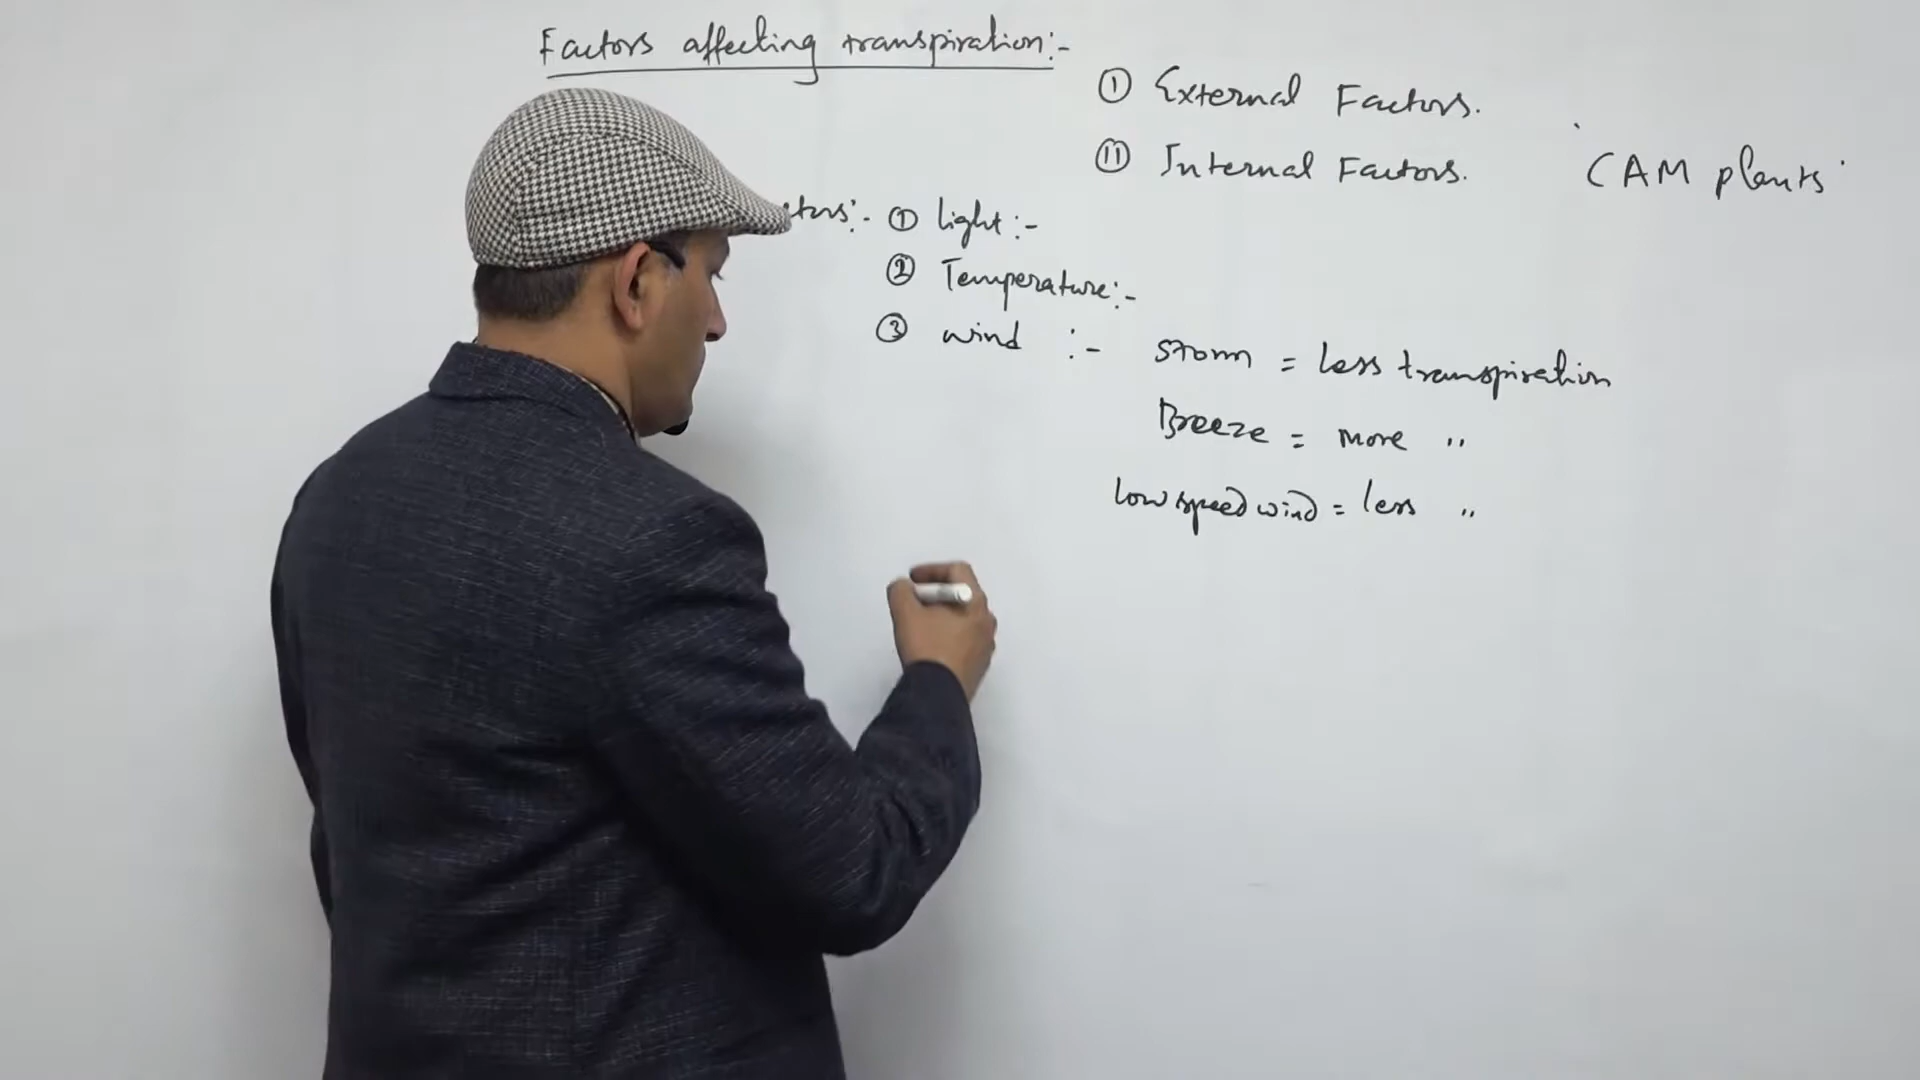 Factors affecting transpiration:-
① External Factors.
⑪ Internal Factors.
CAM plants
① light:-
② Temperature:-
③ wind :- Storm = less transpiration
Breeze = more "
low speed wind = less "